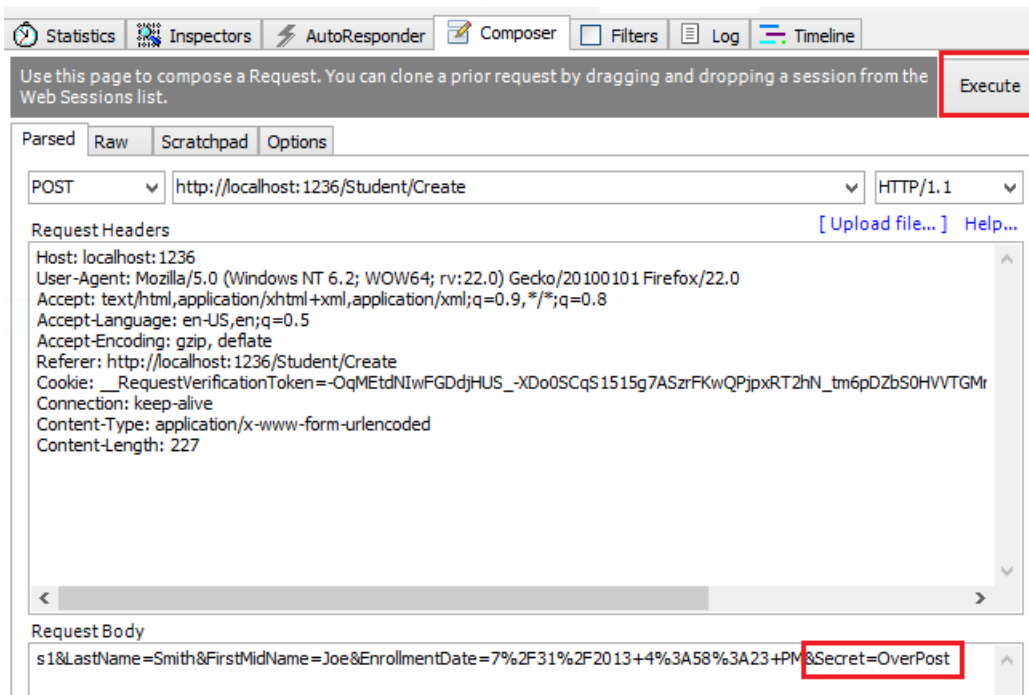 Statistics Inspectors AutoResponder Composer Filters Log Timeline
Use this page to compose a Request. You can clone a prior request by dragging and dropping a session from the
Web Sessions list.
Execute
Parsed Raw Scratchpad Options
POST http://localhost:1236/Student/Create HTTP/1.1
Request Headers [ Upload file... ] Help...
Host: localhost:1236
User-Agent: Mozilla/5.0 (Windows NT 6.2; WOW64; rv:22.0) Gecko/20100101 Firefox/22.0
Accept: text/html,application/xhtml+xml,application/xml;q=0.9,*/*;q=0.8
Accept-Language: en-US,en;q=0.5
Accept-Encoding: gzip, deflate
Referer: http://localhost:1236/Student/Create
Cookie: __RequestVerificationToken=-OqMEtdNIwFGDdjHUS_-XDo0SCqS1515g7ASzrFKwQPjpxRT2hN_tm6pDZbS0HVVTGMr
Connection: keep-alive
Content-Type: application/x-www-form-urlencoded
Content-Length: 227
Request Body
s1&LastName=Smith&FirstMidName=Joe&EnrollmentDate=7%2F31%2F2013+4%3A58%3A23+PM&Secret=OverPost